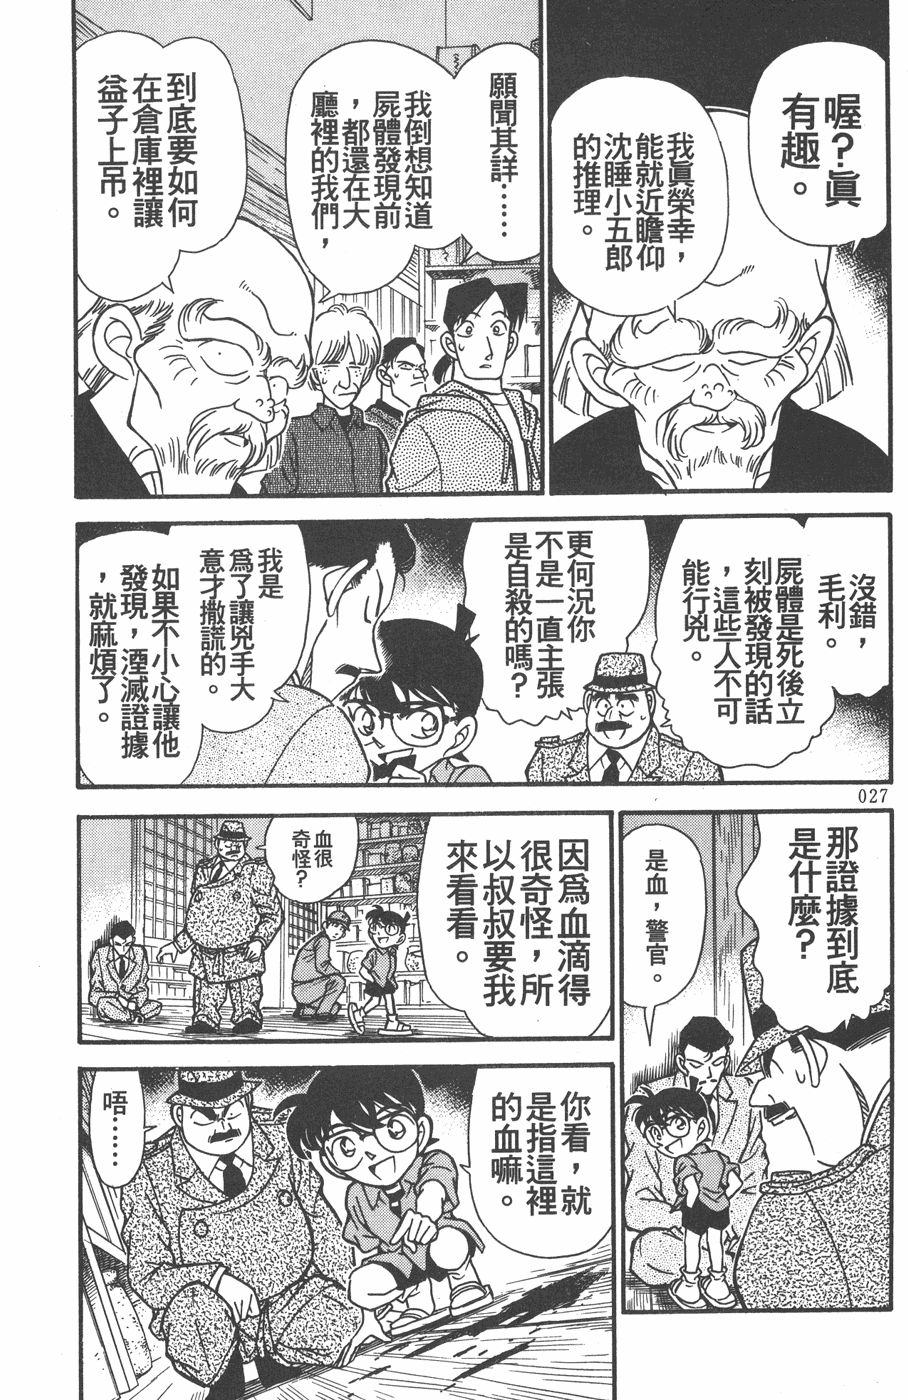 喔?真
有趣。
我真榮幸,
能就近瞻仰
沈睡小五郎
的推理。
願聞其詳……
我倒想知道
屍體發現前
,都還在大
廳裡的我們,
到底要如何
在倉庫裡讓
益子上吊。
沒錯,
毛利。
屍體是死後立
刻被發現的話
,這些人不可
能行兇。
更何況你
不是一直主張
是自殺的嗎?
我是
爲了讓兇手大
意才撒謊的。
如果不小心讓他
發現,湮滅證據
,就麻煩了。
027
那證據到底
是什麼?
是血,警官。
因爲血滴得
很奇怪,所
以叔叔要我
來看看。
血很
奇怪?
你看,就
是指這裡
的血嘛。
唔……